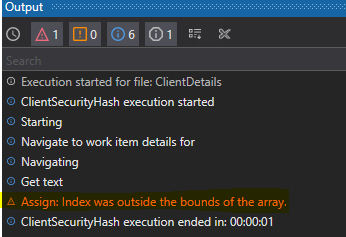 Output
1
0
6
1
Search
Execution started for file: ClientDetails
ClientSecurityHash execution started
Starting
Navigate to work item details for
Navigating
Get text
Assign: Index was outside the bounds of the array.
ClientSecurityHash execution ended in: 00:00:01